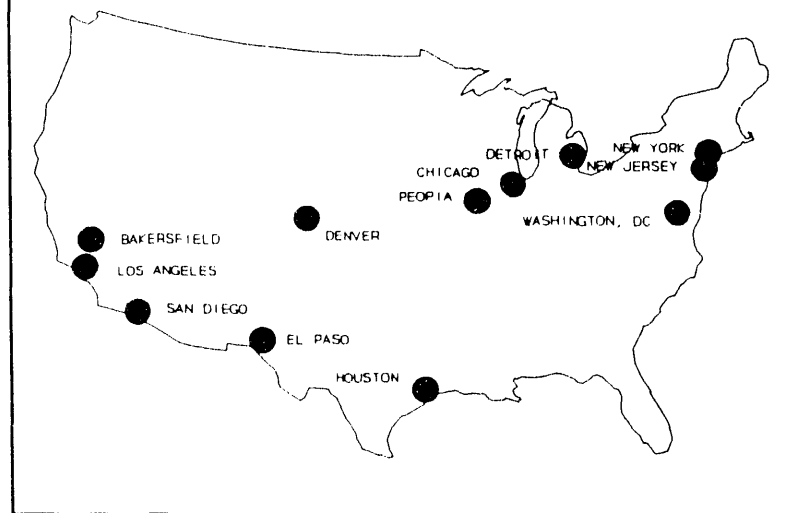 NEW YORK
DETROIT
NEW JERSEY
CHICAGO
PEOPIA
WASHINGTON, DC
DENVER
BAKERSFIELD
LOS ANGELES
SAN DIEGO
EL PASO
HOUSTON